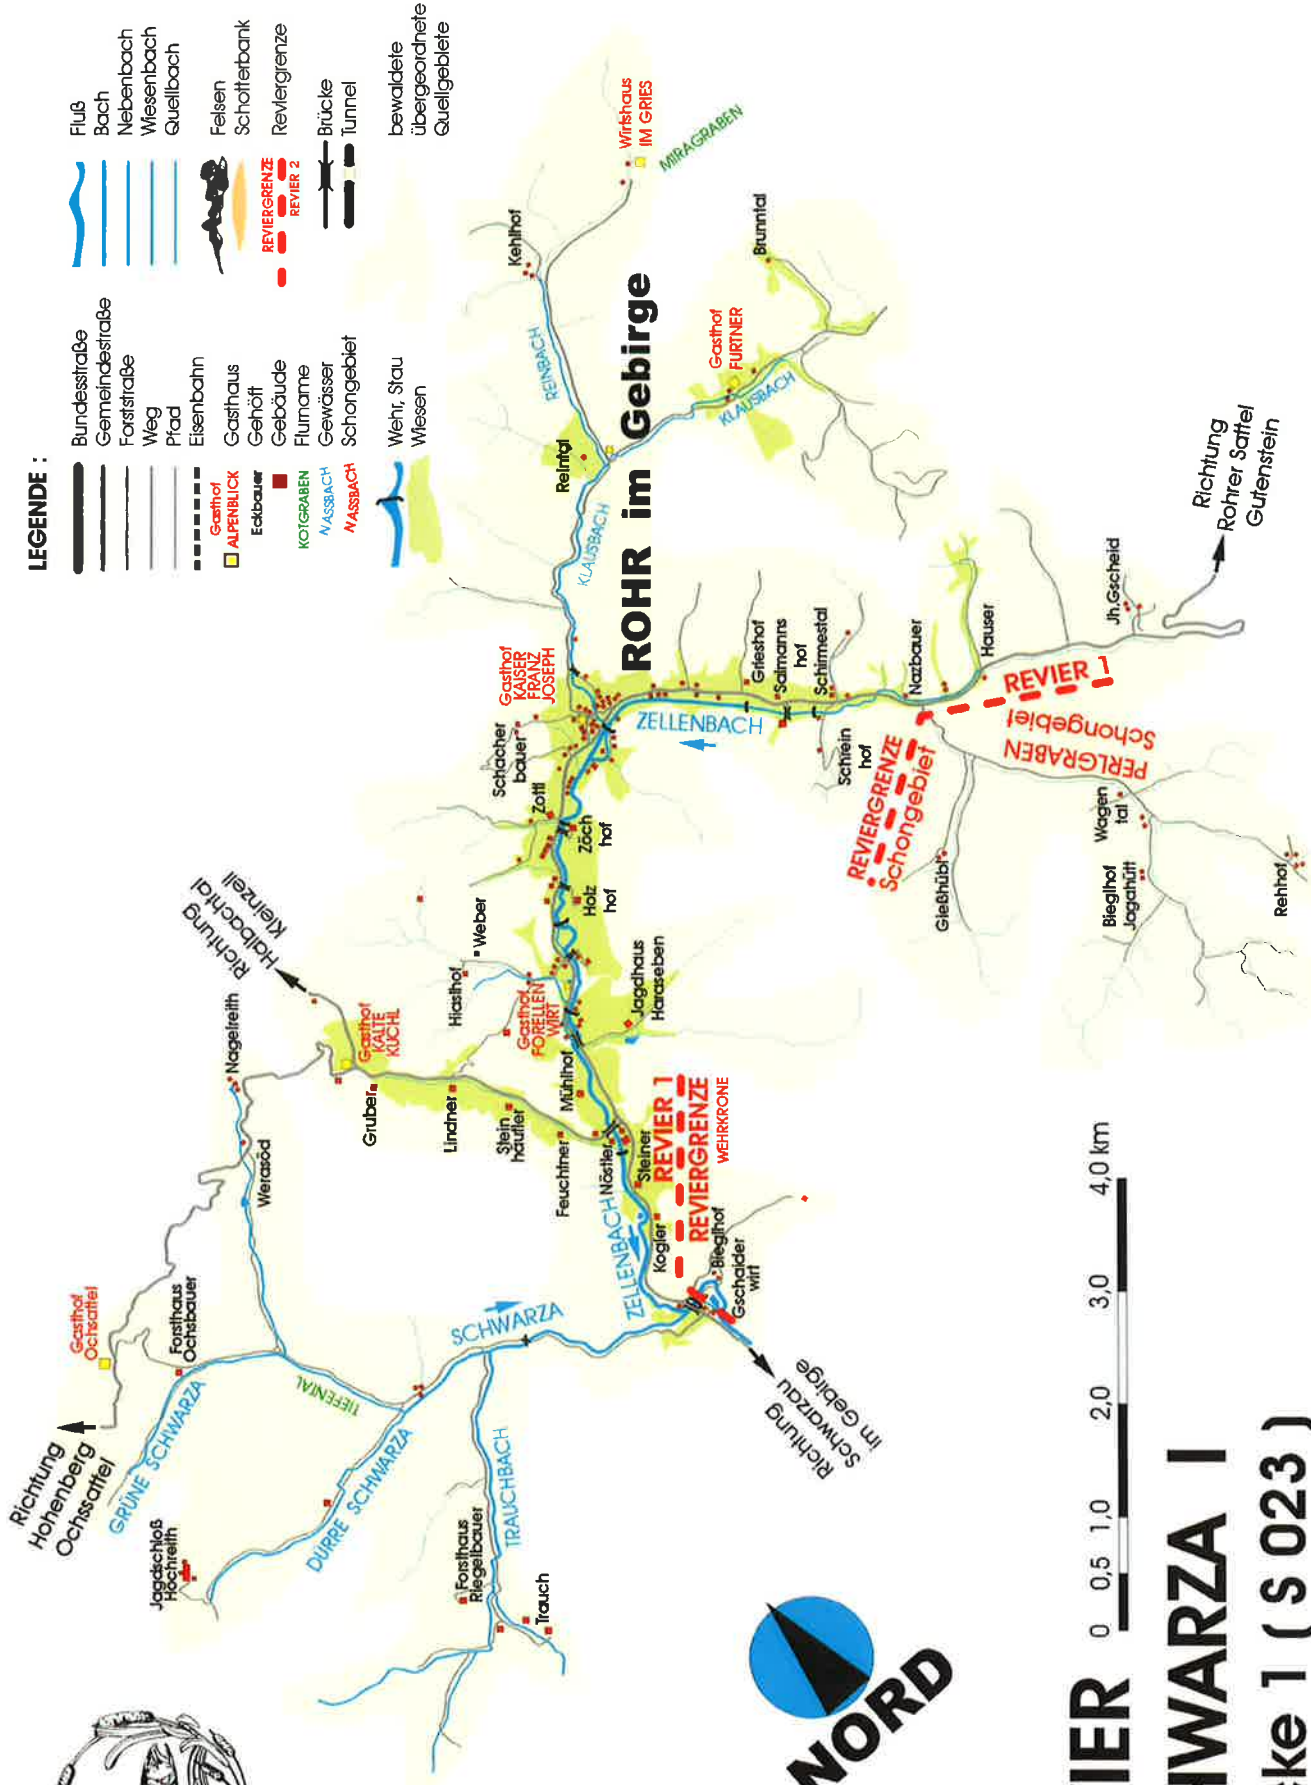 LEGENDE :
Bundesstraße
Gemeindestraße
Forststraße
Weg
Pfad
Eisenbahn
Gasthof
ALPENBLICK
Gasthaus
Eckbauer
Gehöft
Gebäude
KOTGRABEN
Flurname
NASSBACH
Gewässer
NASSBACH
Schongebiet
Wehr, Stau
Wiesen
Fluß
Bach
Nebenbach
Wiesenbach
Quellbach
Felsen
Schotterbank
REVIERGRENZE
REVIER 2
Reviergrenze
Brücke
Tunnel
bewaldete
übergeordnete
Quellgebiete
Richtung
Hohenberg
Ochssattel
Gasthof
Ochsattel
GRÜNE SCHWARZA
Forsthaus
Ochsbauer
Jagdschloß
Hochreith
DÜRRE SCHWARZA
TIEFENTAL
Werasöd
Nagelreith
Richtung
Halbachtal
Kleinzell
Gasthof
KALTE
KUCHL
Gruber
Lindner
Stein
häutler
Feuchtner
Nöstler
Steiner
Kogler
Mühlhof
Hiasthof
Weber
Gasthof
FORELLEN
WIRT
Jagdhaus
Haraseben
Holz
hof
Zöch
hof
Zottl
Schacher
bauer
Gasthof
KAISER
FRANZ
JOSEPH
ROHR im Gebirge
KLAUSBACH
Reintal
REINBACH
Kehlhof
Wirtshaus
IM GRIES
MIRAGRABEN
Gasthof
FURTNER
KLAUSBACH
Brunntal
ZELLENBACH
Grieshof
Salmanns
hof
Schirmestal
Schrein
hof
Nazbauer
Hauser
Jh.Gscheid
Richtung
Rohrer Sattel
Gutenstein
REVIER 1
Schongebiet
PERLGRABEN
REVIERGRENZE
Schongebiet
Gießhübl
Wagen
tal
Bieglhof
Jagahütt
Rehhof
SCHWARZA
ZELLENBACH
TRAUCHBACH
Forsthaus
Riegelbauer
Trauch
REVIER 1
REVIERGRENZE
WEHRKRONE
Bieglhof
Gschaider
wirt
Richtung
Schwarzau
im Gebirge
NORD
0 0,5 1,0 2,0 3,0 4,0 km
IER
WARZA I
ke 1 ( S 023 )